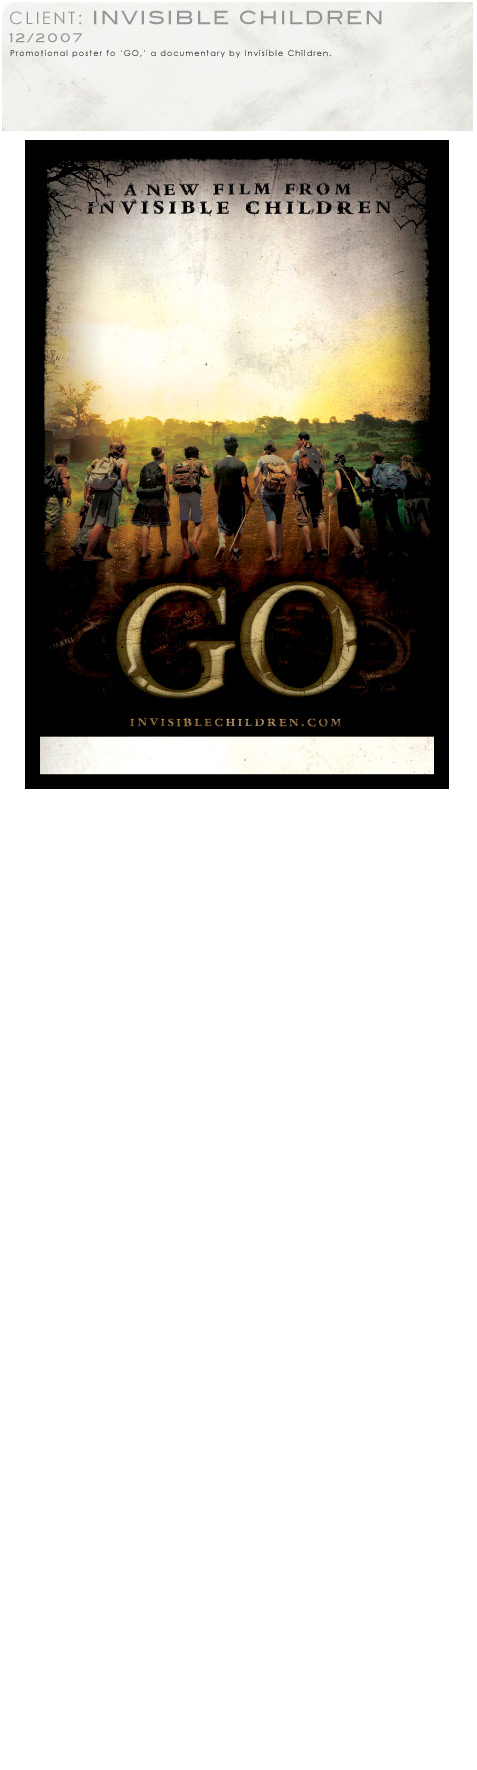 CLIENT: INVISIBLE CHILDREN
12/2007
Promotional poster fo 'GO,' a documentary by Invisible Children.
A NEW FILM FROM
INVISIBLE CHILDREN
GO
INVISIBLECHILDREN.COM